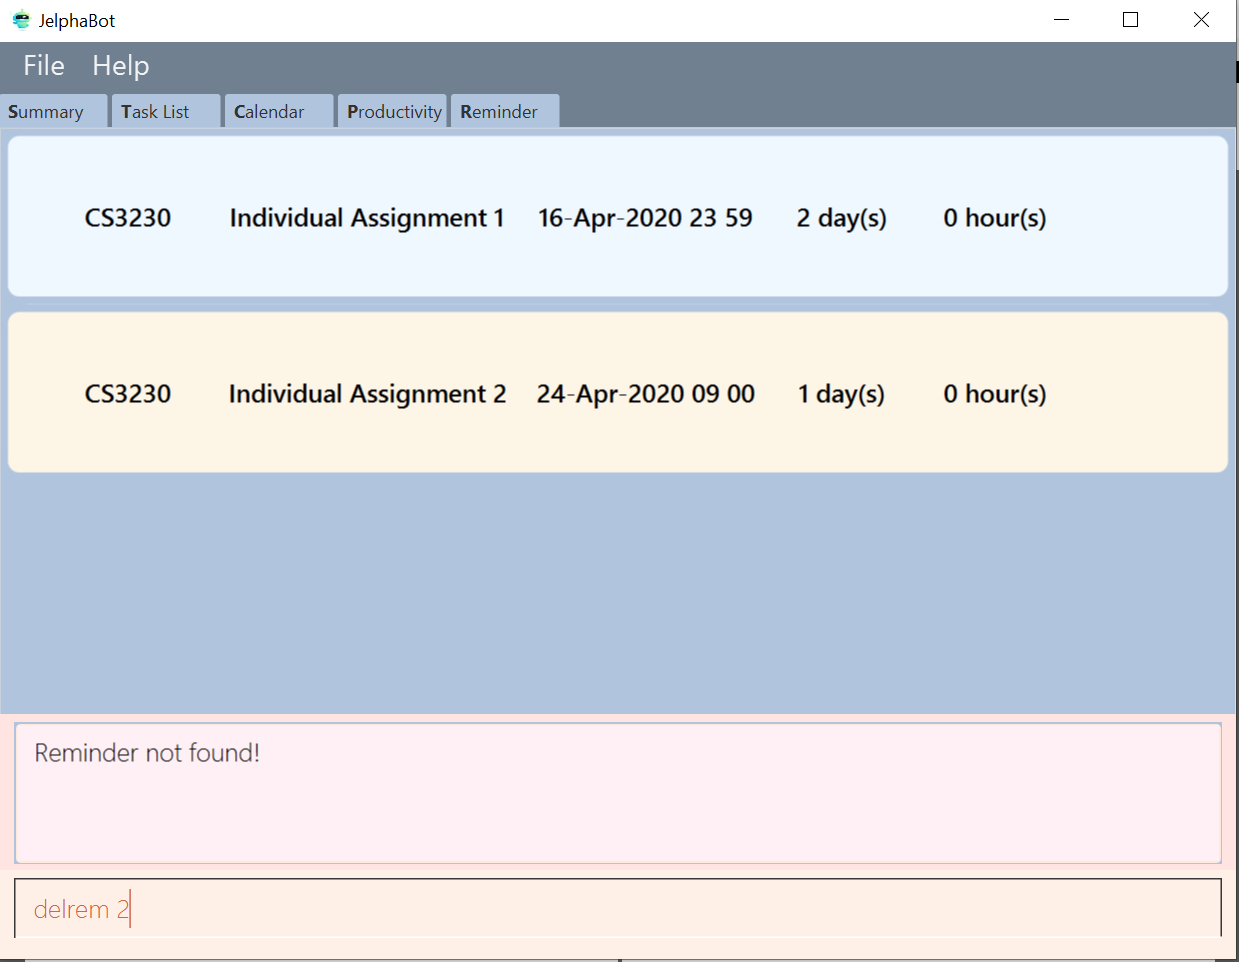 JelphaBot
File Help
Summary Task List Calendar Productivity Reminder
CS3230 Individual Assignment 1 16-Apr-2020 23 59 2 day(s) 0 hour(s)
CS3230 Individual Assignment 2 24-Apr-2020 09 00 1 day(s) 0 hour(s)
Reminder not found!
delrem 2